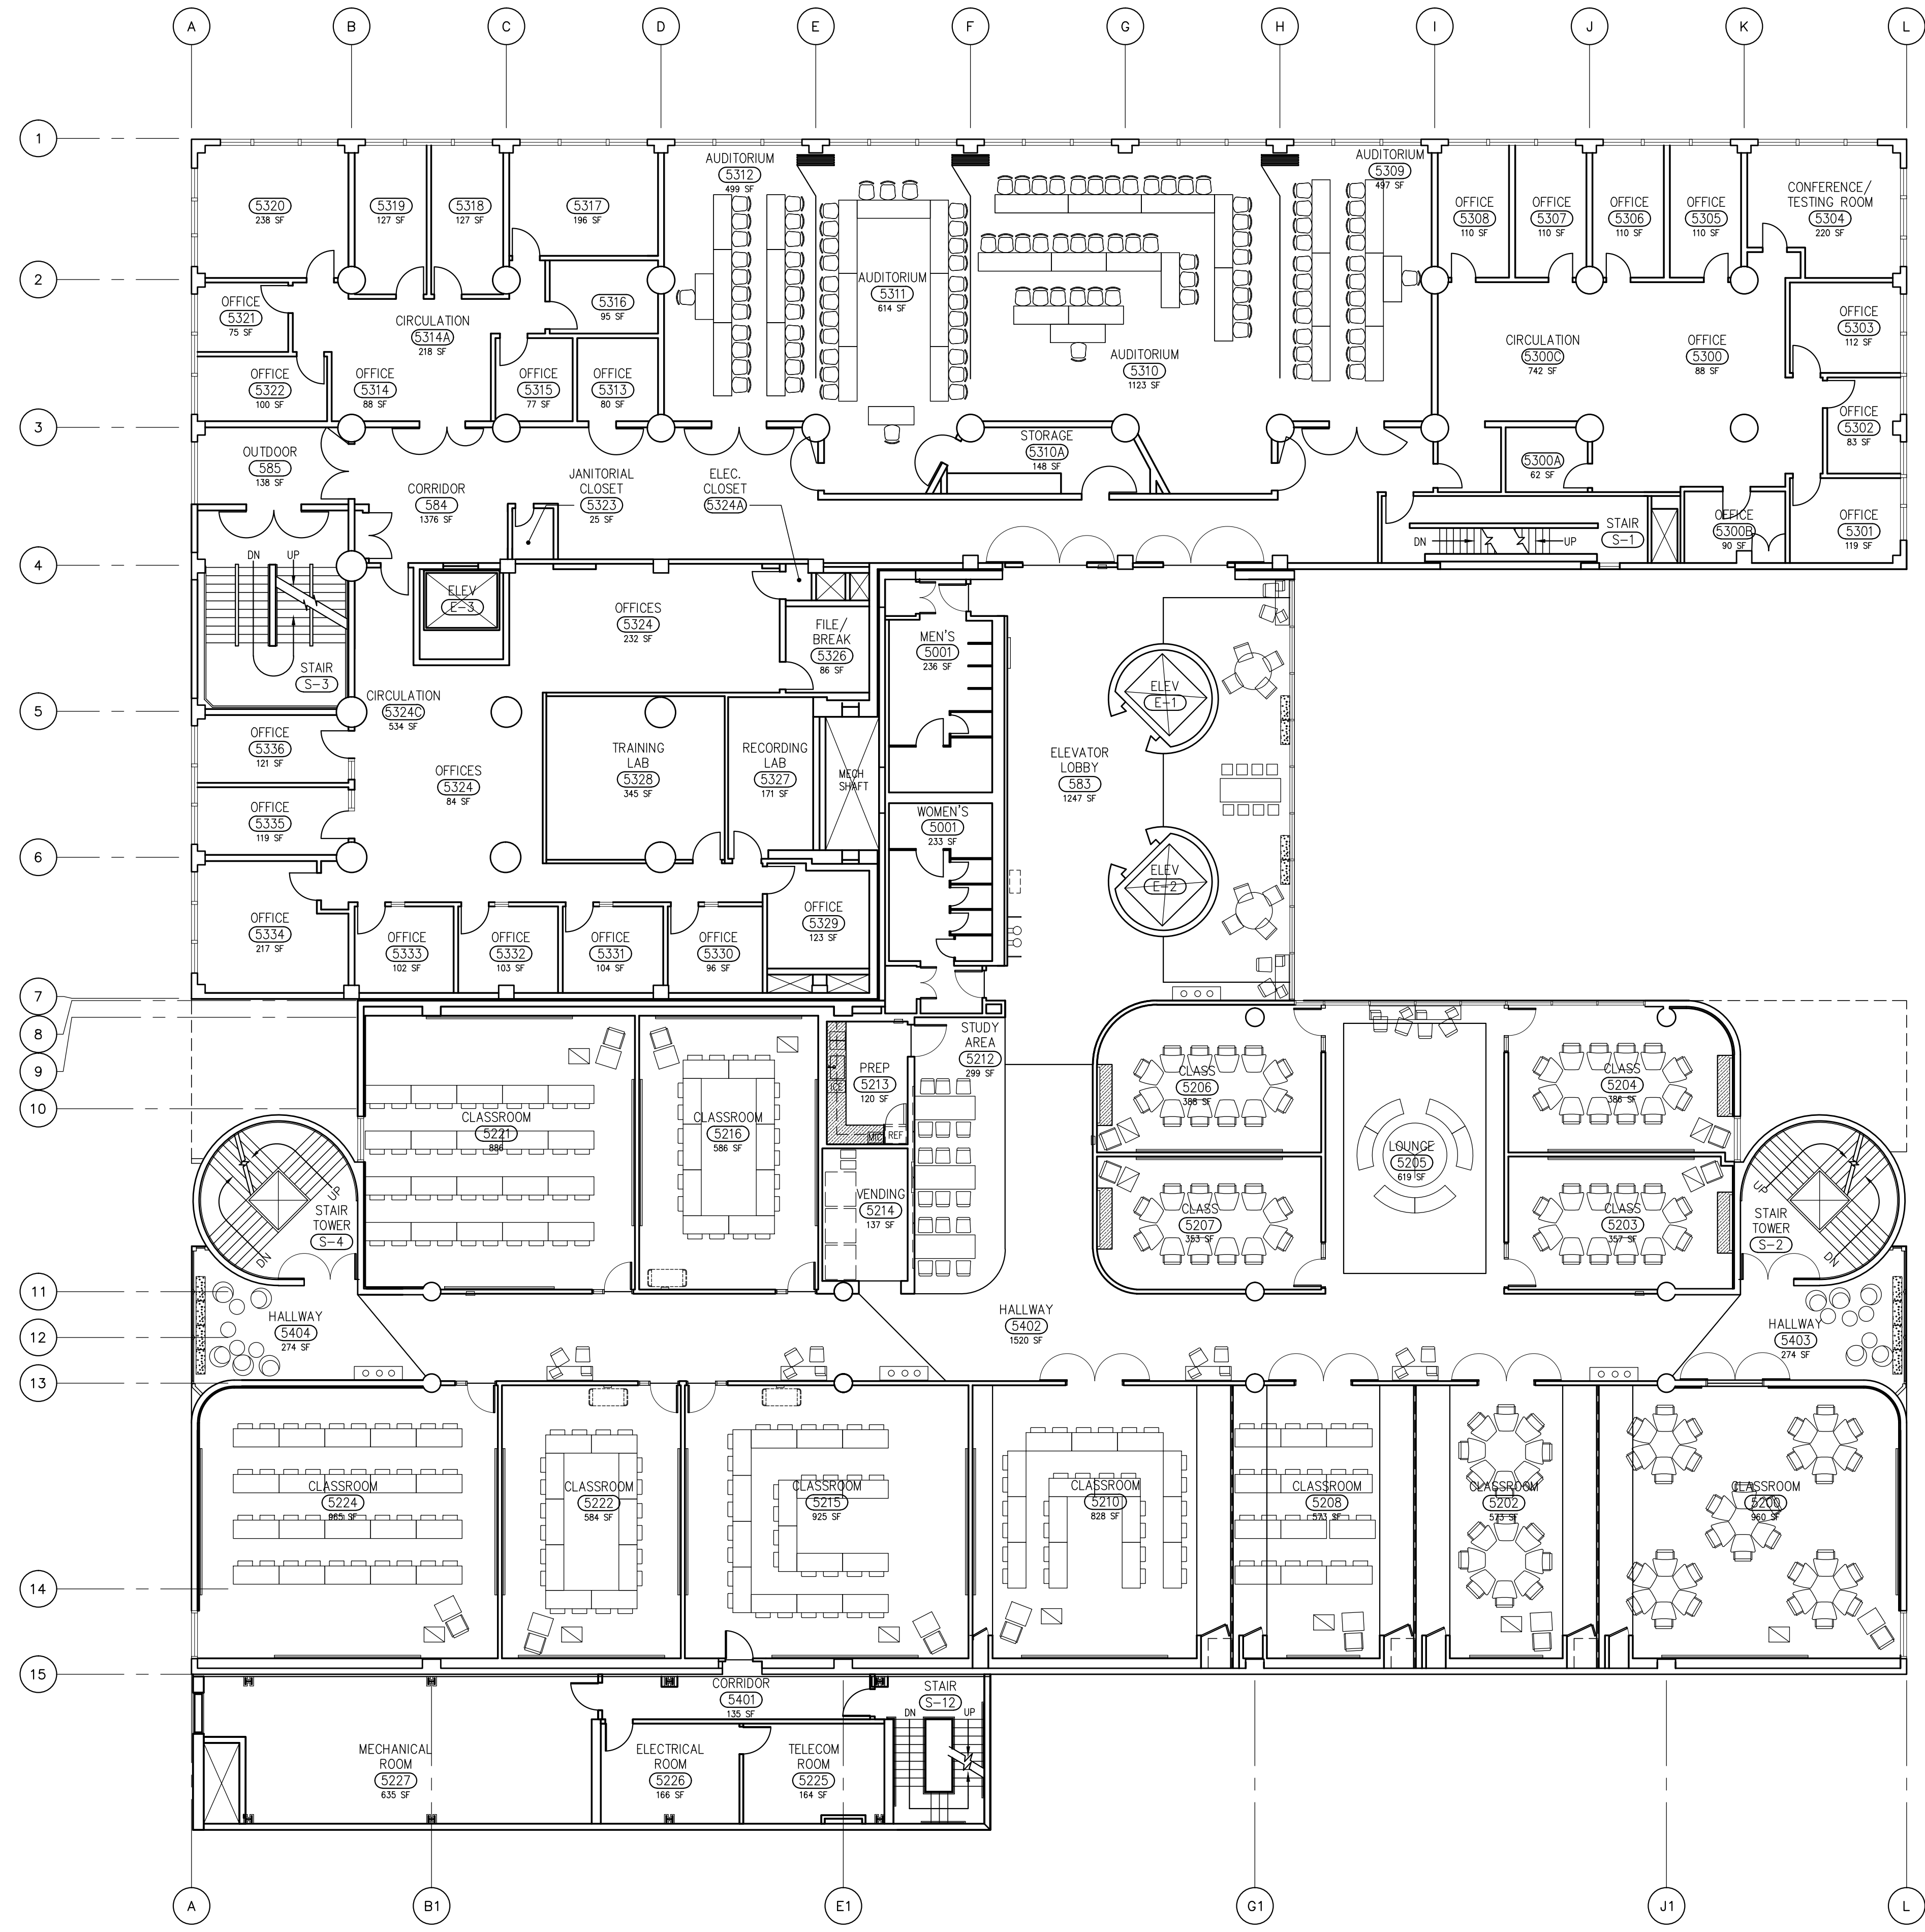 A B C D E F G H I J K L
1
2
3
4
5
6
7
8
9
10
11
12
13
14
15
5320
238 SF
5319
127 SF
5318
127 SF
5317
196 SF
AUDITORIUM
5312
499 SF
AUDITORIUM
5311
614 SF
AUDITORIUM
5310
1123 SF
AUDITORIUM
5309
497 SF
OFFICE
5308
110 SF
OFFICE
5307
110 SF
OFFICE
5306
110 SF
OFFICE
5305
110 SF
CONFERENCE/
TESTING ROOM
5304
220 SF
OFFICE
5321
75 SF
CIRCULATION
5314A
218 SF
5316
95 SF
OFFICE
5322
100 SF
OFFICE
5314
88 SF
OFFICE
5315
77 SF
OFFICE
5313
80 SF
CIRCULATION
5300C
742 SF
OFFICE
5300
88 SF
OFFICE
5303
112 SF
OFFICE
5302
83 SF
OUTDOOR
585
138 SF
CORRIDOR
584
1376 SF
JANITORIAL
CLOSET
5323
25 SF
ELEC.
CLOSET
5324A
STORAGE
5310A
148 SF
5300A
62 SF
STAIR
S-1
DN
UP
OFFICE
5300B
90 SF
OFFICE
5301
119 SF
DN
UP
STAIR
S-3
ELEV
E-3
OFFICES
5324
232 SF
FILE/
BREAK
5326
86 SF
MEN'S
5001
236 SF
ELEV
E-1
CIRCULATION
5324C
534 SF
OFFICE
5336
121 SF
OFFICES
5324
84 SF
TRAINING
LAB
5328
345 SF
RECORDING
LAB
5327
171 SF
MECH
SHAFT
ELEVATOR
LOBBY
583
1247 SF
OFFICE
5335
119 SF
WOMEN'S
5001
233 SF
ELEV
E-2
OFFICE
5334
217 SF
OFFICE
5333
102 SF
OFFICE
5332
103 SF
OFFICE
5331
104 SF
OFFICE
5330
96 SF
OFFICE
5329
123 SF
STUDY
AREA
5212
299 SF
CLASSROOM
5221
886
CLASSROOM
5216
586 SF
PREP
5213
120 SF
ICE
MIC
REF
VENDING
5214
137 SF
CLASS
5206
388 SF
CLASS
5204
386 SF
LOUNGE
5205
619 SF
CLASS
5207
353 SF
CLASS
5203
357 SF
UP
STAIR
TOWER
S-4
DN
UP
STAIR
TOWER
S-2
DN
HALLWAY
5404
274 SF
HALLWAY
5402
1520 SF
HALLWAY
5403
274 SF
CLASSROOM
5224
965 SF
CLASSROOM
5222
584 SF
CLASSROOM
5215
925 SF
CLASSROOM
5210
828 SF
CLASSROOM
5208
573 SF
CLASSROOM
5202
573 SF
CLASSROOM
5200
960 SF
CORRIDOR
5401
135 SF
STAIR
S-12
DN
UP
MECHANICAL
ROOM
5227
635 SF
ELECTRICAL
ROOM
5226
166 SF
TELECOM
ROOM
5225
164 SF
A B1 E1 G1 J1 L